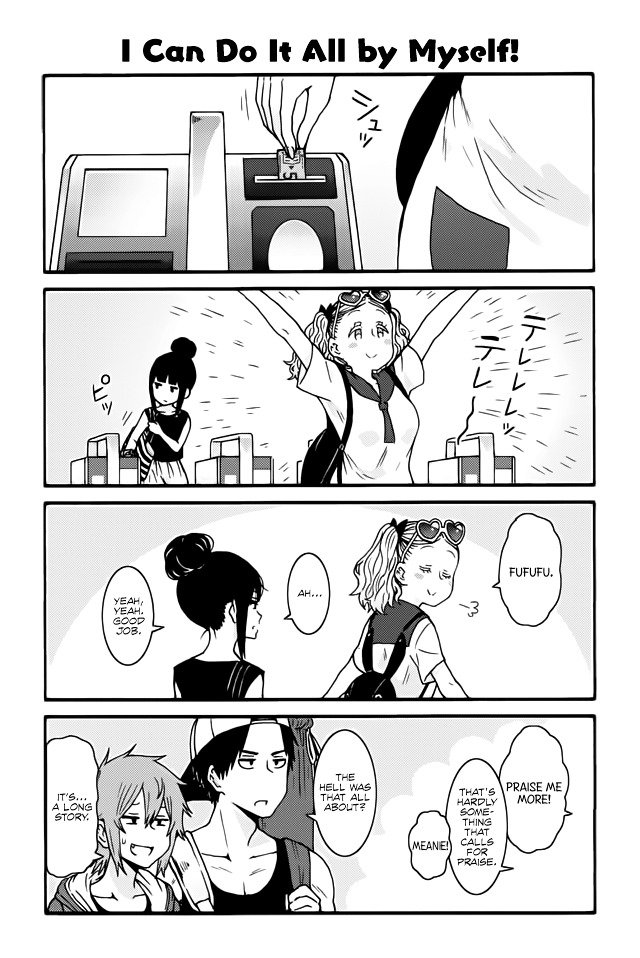 I Can Do It All by Myself!
シュッ
5
テレレレッ
テレー
ピッ
FUFUFU.
AH...
YEAH,
YEAH.
GOOD
JOB.
PRAISE ME
MORE!
THAT'S
HARDLY
SOME-
THING
THAT
CALLS
FOR
PRAISE.
MEANIE!
THE
HELL WAS
THAT ALL
ABOUT?
IT'S...
A LONG
STORY.